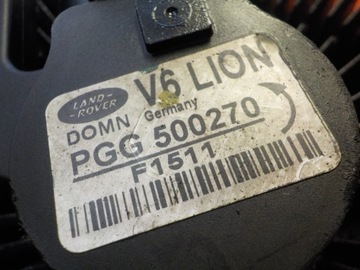 LAND-
ROVER
V6 LION
DOMN Germany
PGG 500270
F1511